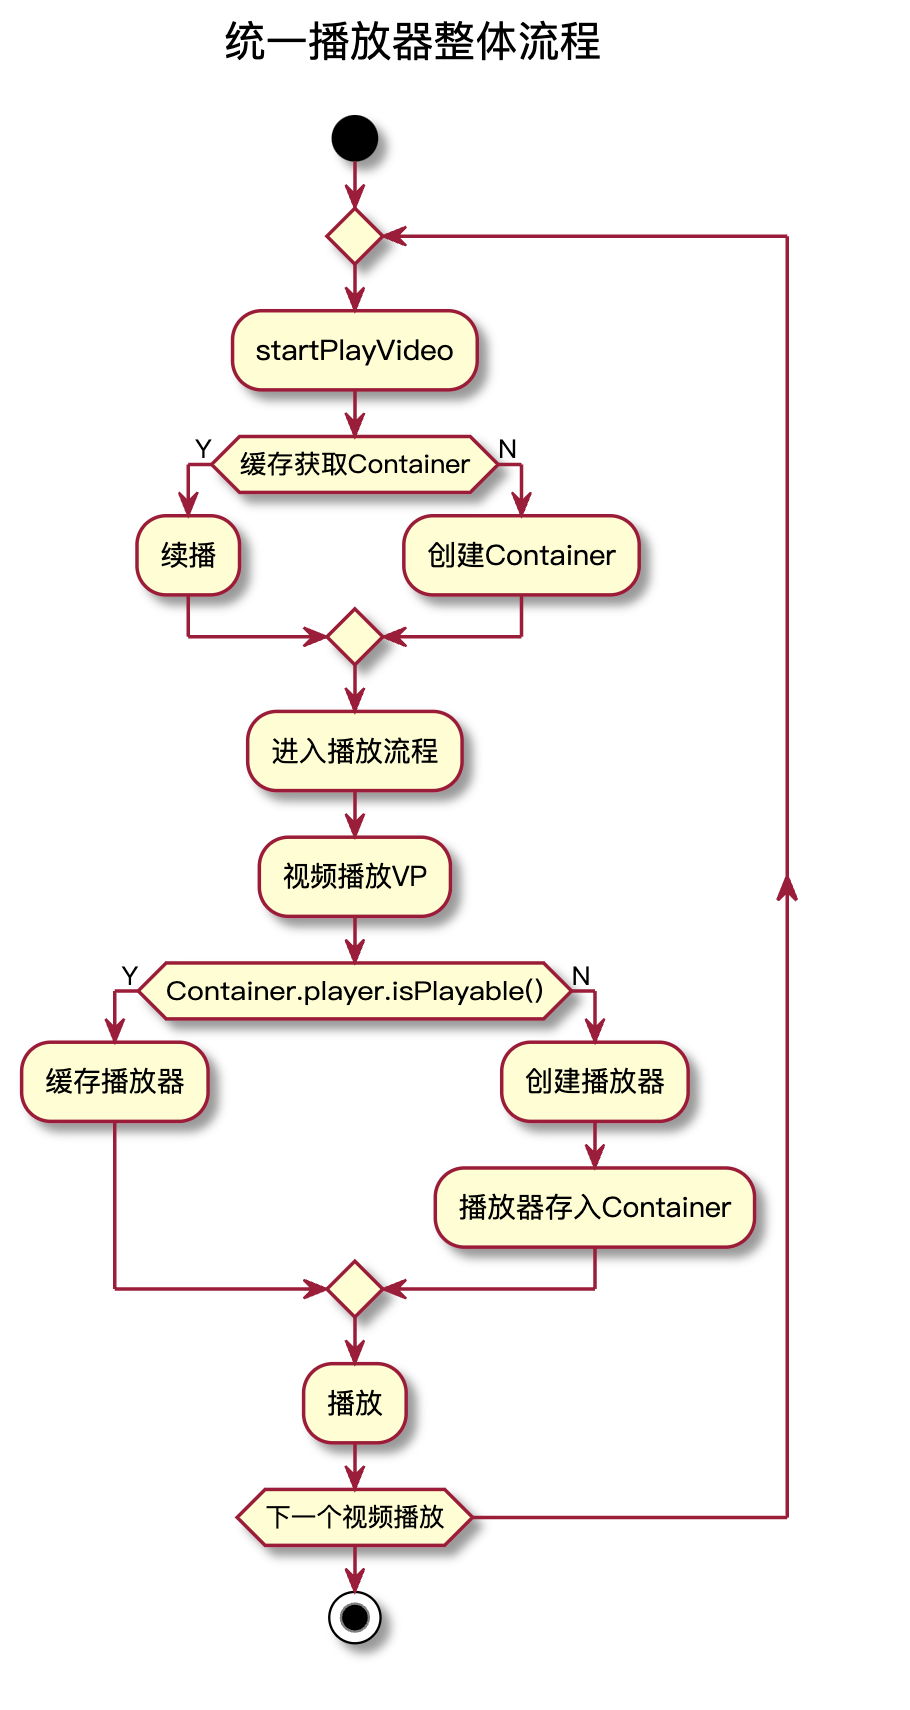 统一播放器整体流程
startPlayVideo
Y
缓存获取Container
N
续播
创建Container
进入播放流程
视频播放VP
Y
Container.player.isPlayable()
N
缓存播放器
创建播放器
播放器存入Container
播放
下一个视频播放